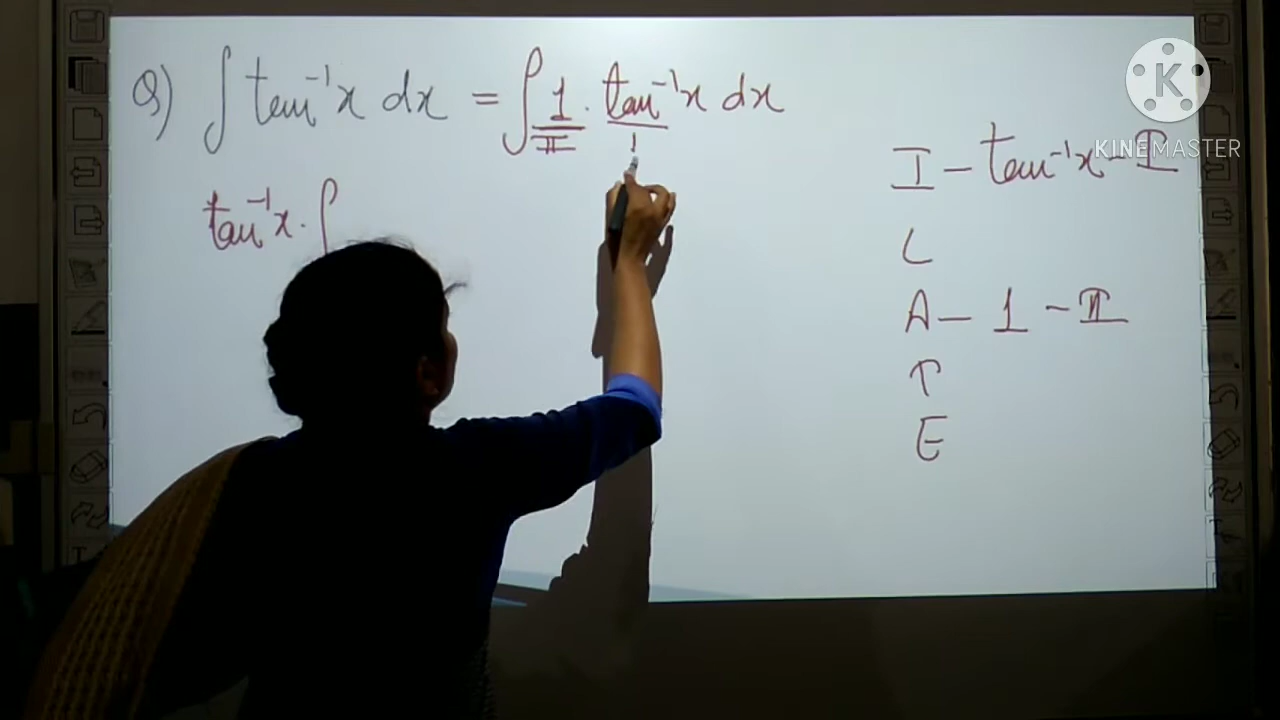 Q) ∫ tan⁻¹x dx = ∫ 1 . tan⁻¹x dx
II I
tan⁻¹x . ∫
I – tan⁻¹x – I
L
A – 1 – II
T
E
K
KINEMASTER